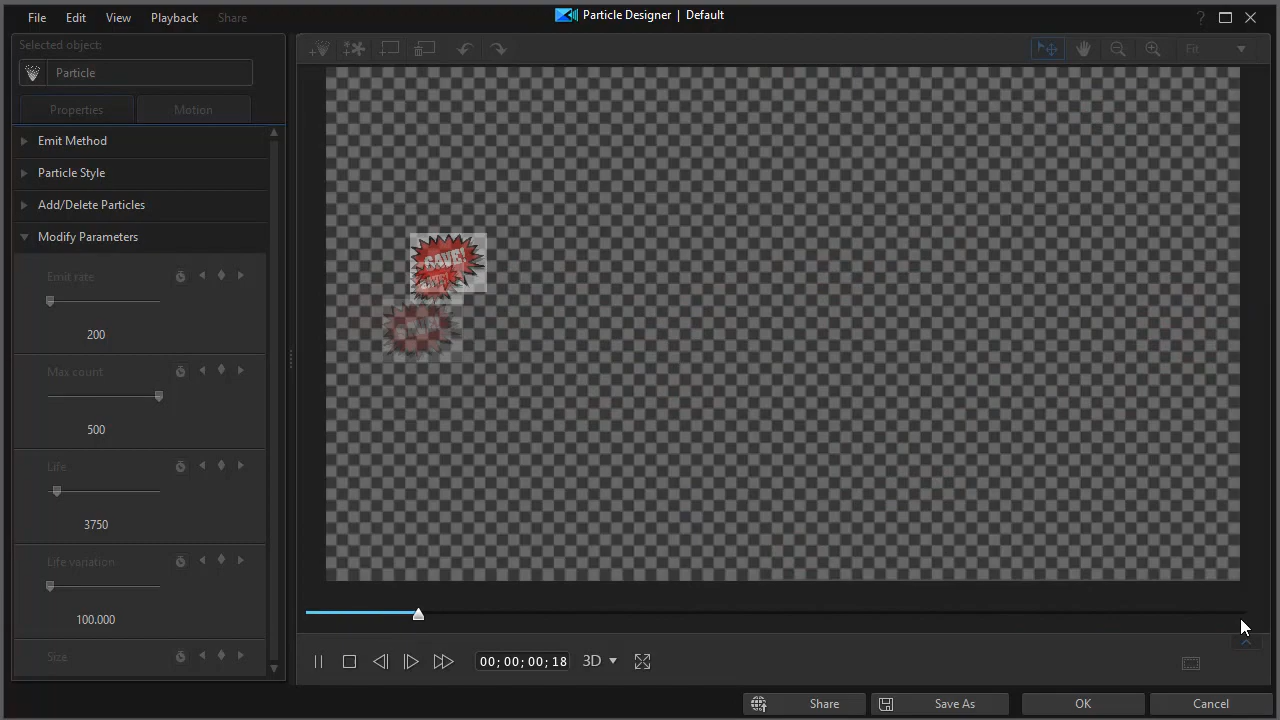 File Edit View Playback Share
Particle Designer | Default
?
Selected object:
Particle
Properties Motion
Emit Method
Particle Style
Add/Delete Particles
Modify Parameters
Emit rate
200
Max count
500
Life
3750
Life variation
100.000
Size
Fit
SAVE!
SAVE!
00;00;00;18 3D
Share Save As OK Cancel